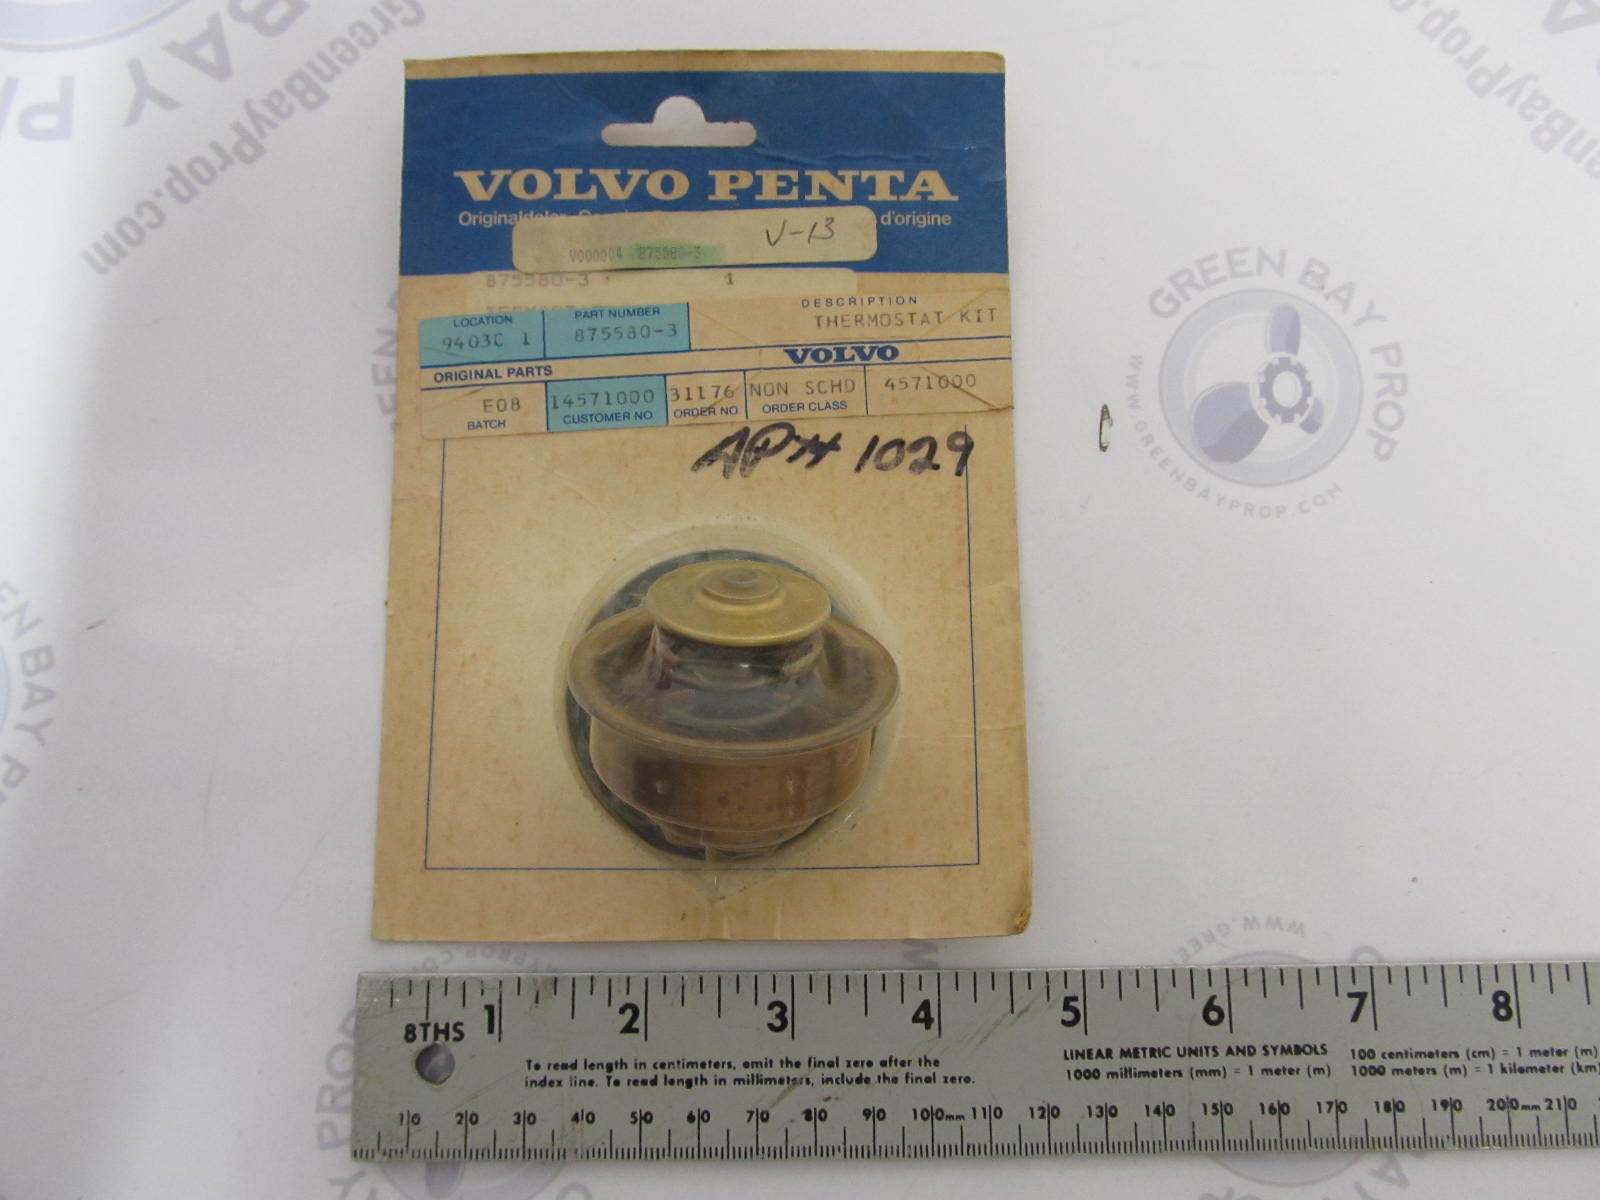 VOLVO PENTA
d'origine
V-13
V000004 875580-3
875580-3 1
LOCATION
9403C 1
PART NUMBER
875580-3
DESCRIPTION
THERMOSTAT KIT
VOLVO
ORIGINAL PARTS
E08
BATCH
14571000
CUSTOMER NO
31176
ORDER NO
NON SCHD
ORDER CLASS
4571000
AP# 1029
GREEN BAY PROP
WWW.GREENBAYPROP.COM
GreenBayProp.com
8THS 1 2 3 4 5 6 7 8
To read length in centimeters, omit the final zero after the
index line. To read length in millimeters, include the final zero.
LINEAR METRIC UNITS AND SYMBOLS
100 centimeters (cm) = 1 meter (m)
1000 millimeters (mm) = 1 meter (m)
1000 meters (m) = 1 kilometer (km)
10 20 30 40 50 60 70 80 90 100mm 110 120 130 140 150 160 170 180 190 200mm 210